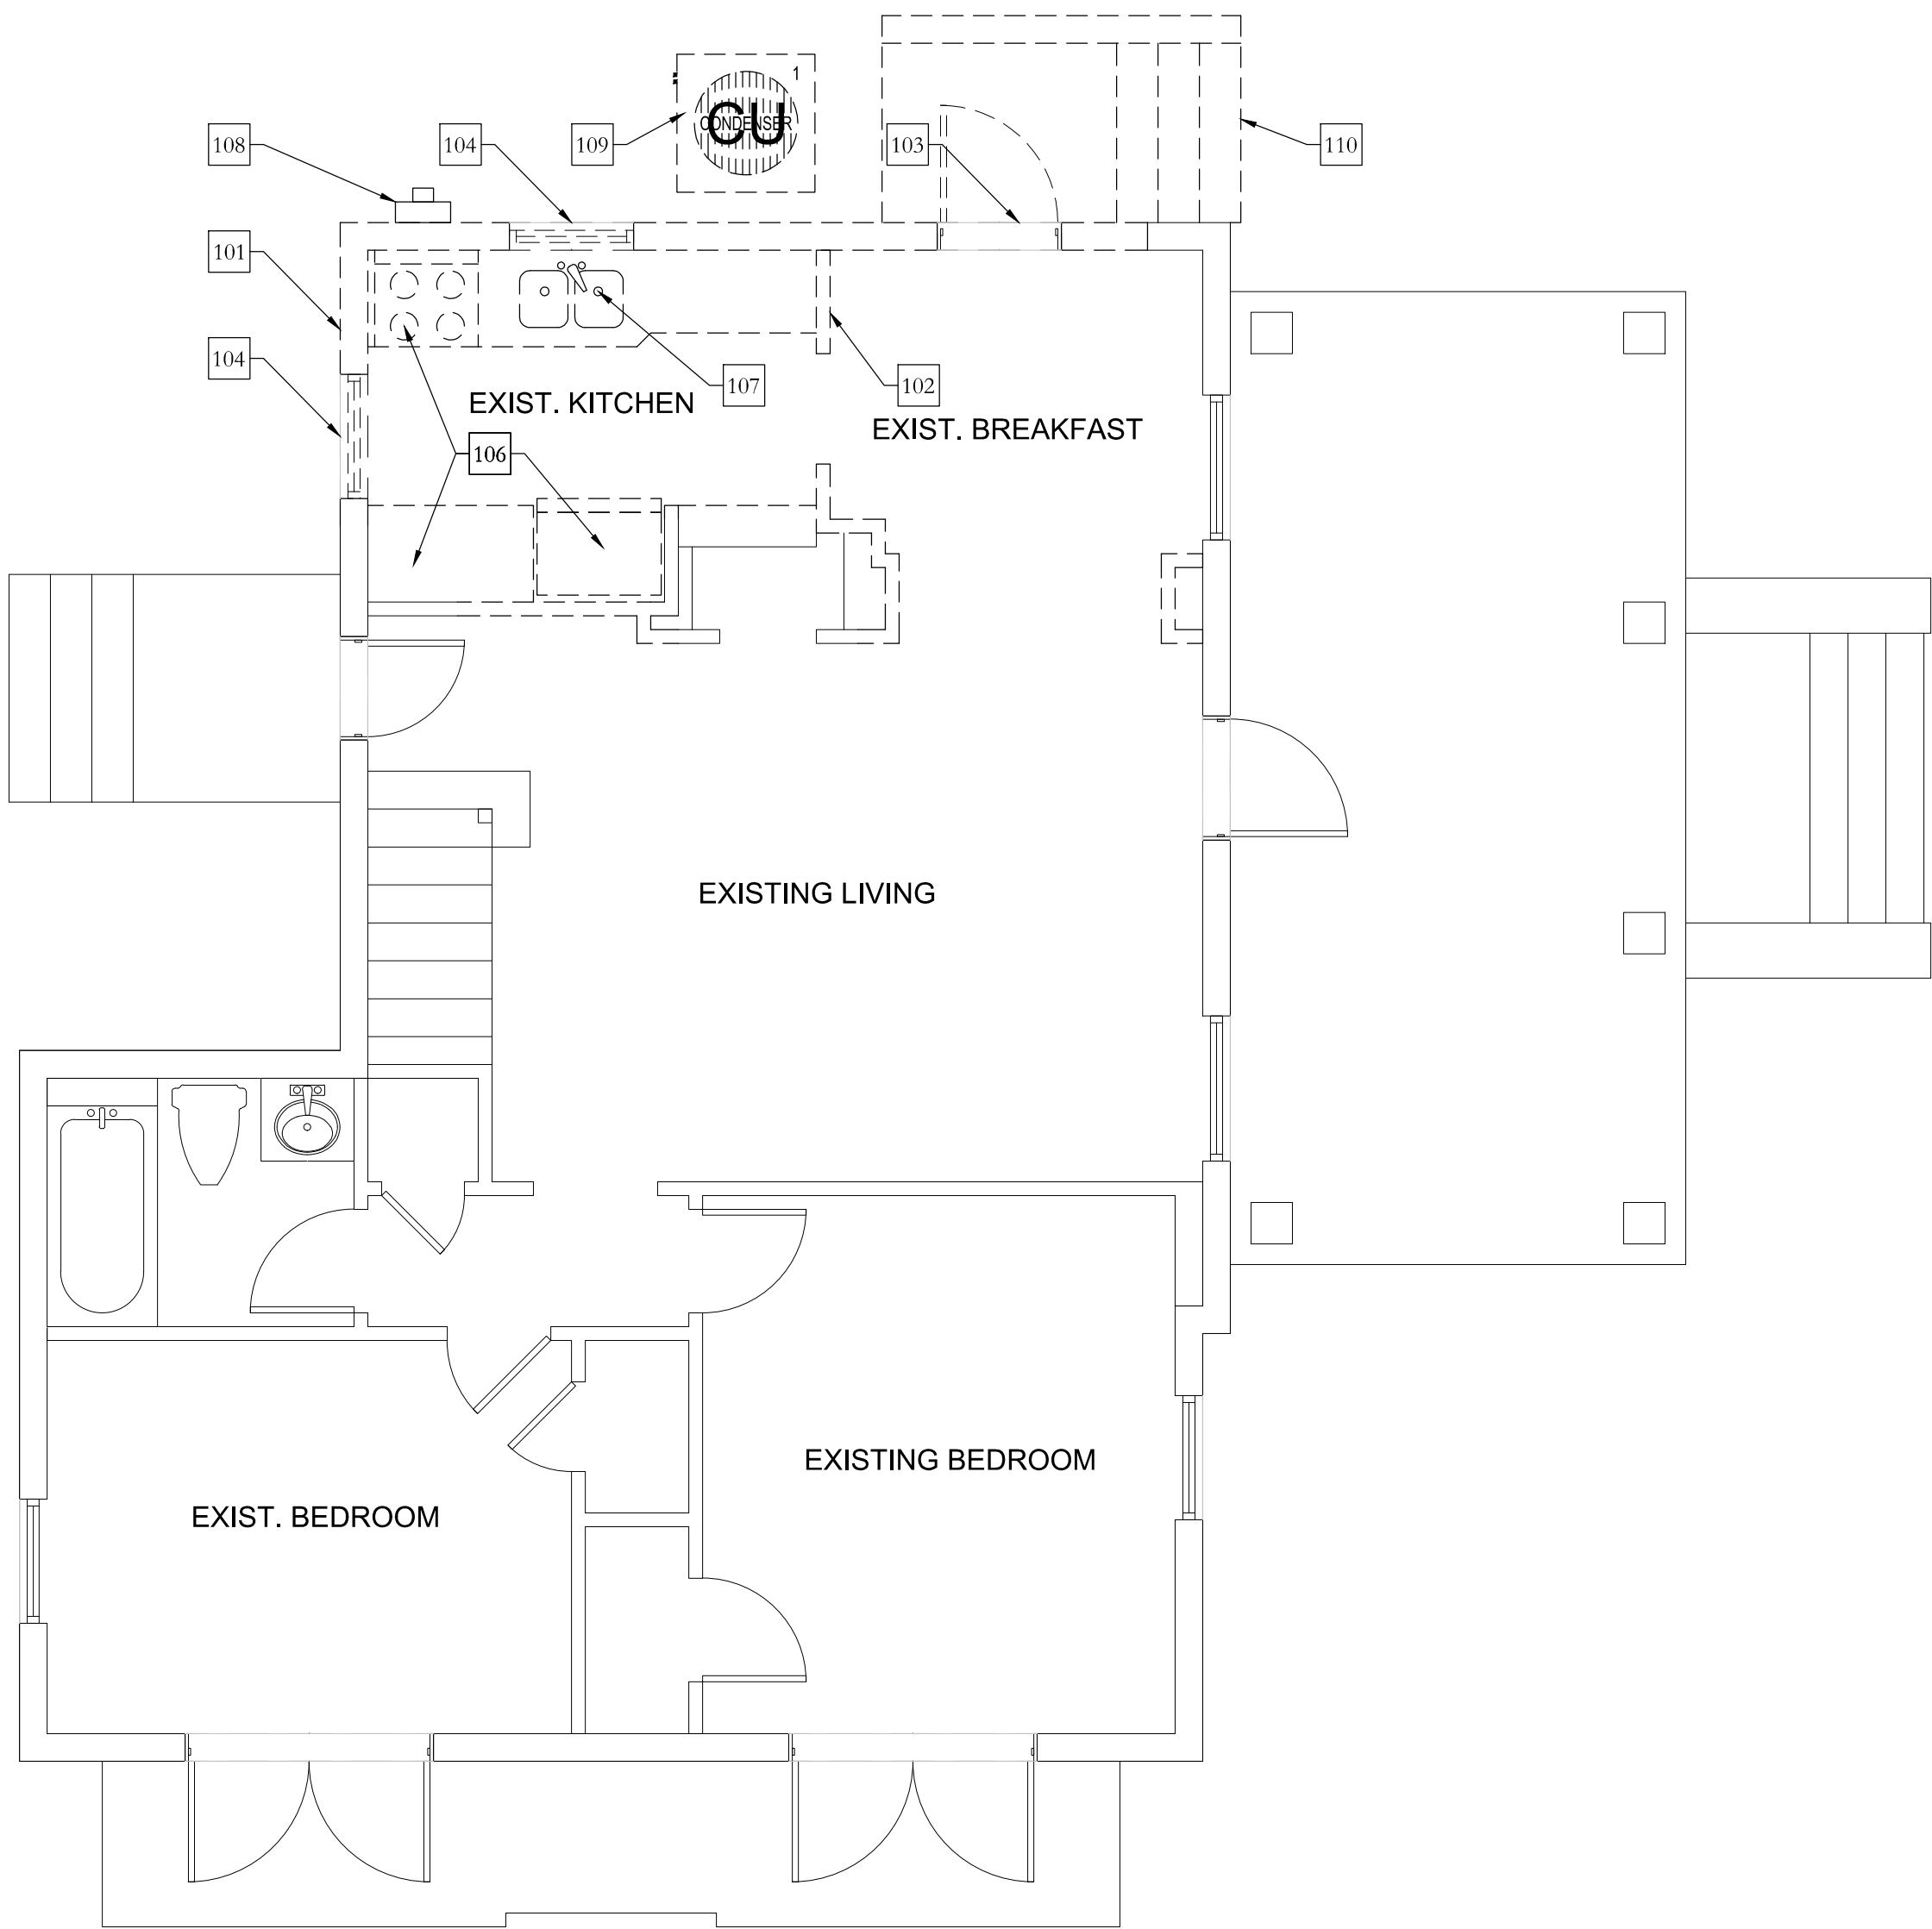 1
CU
CONDENSER
108
104
109
103
110
101
104
107
102
EXIST. KITCHEN
EXIST. BREAKFAST
106
EXISTING LIVING
EXISTING BEDROOM
EXIST. BEDROOM